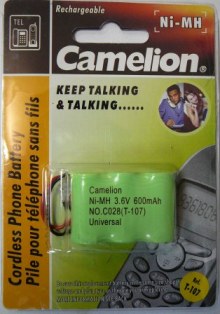 Rechargeable
Ni-MH
TEL
Camelion
KEEP TALKING
& TALKING......
Cordless Phone Battery
Pile pour téléphone sans fils
Camelion
Ni-MH 3.6V 600mAh
NO.C028(T-107)
Universal
Ref.
T-107